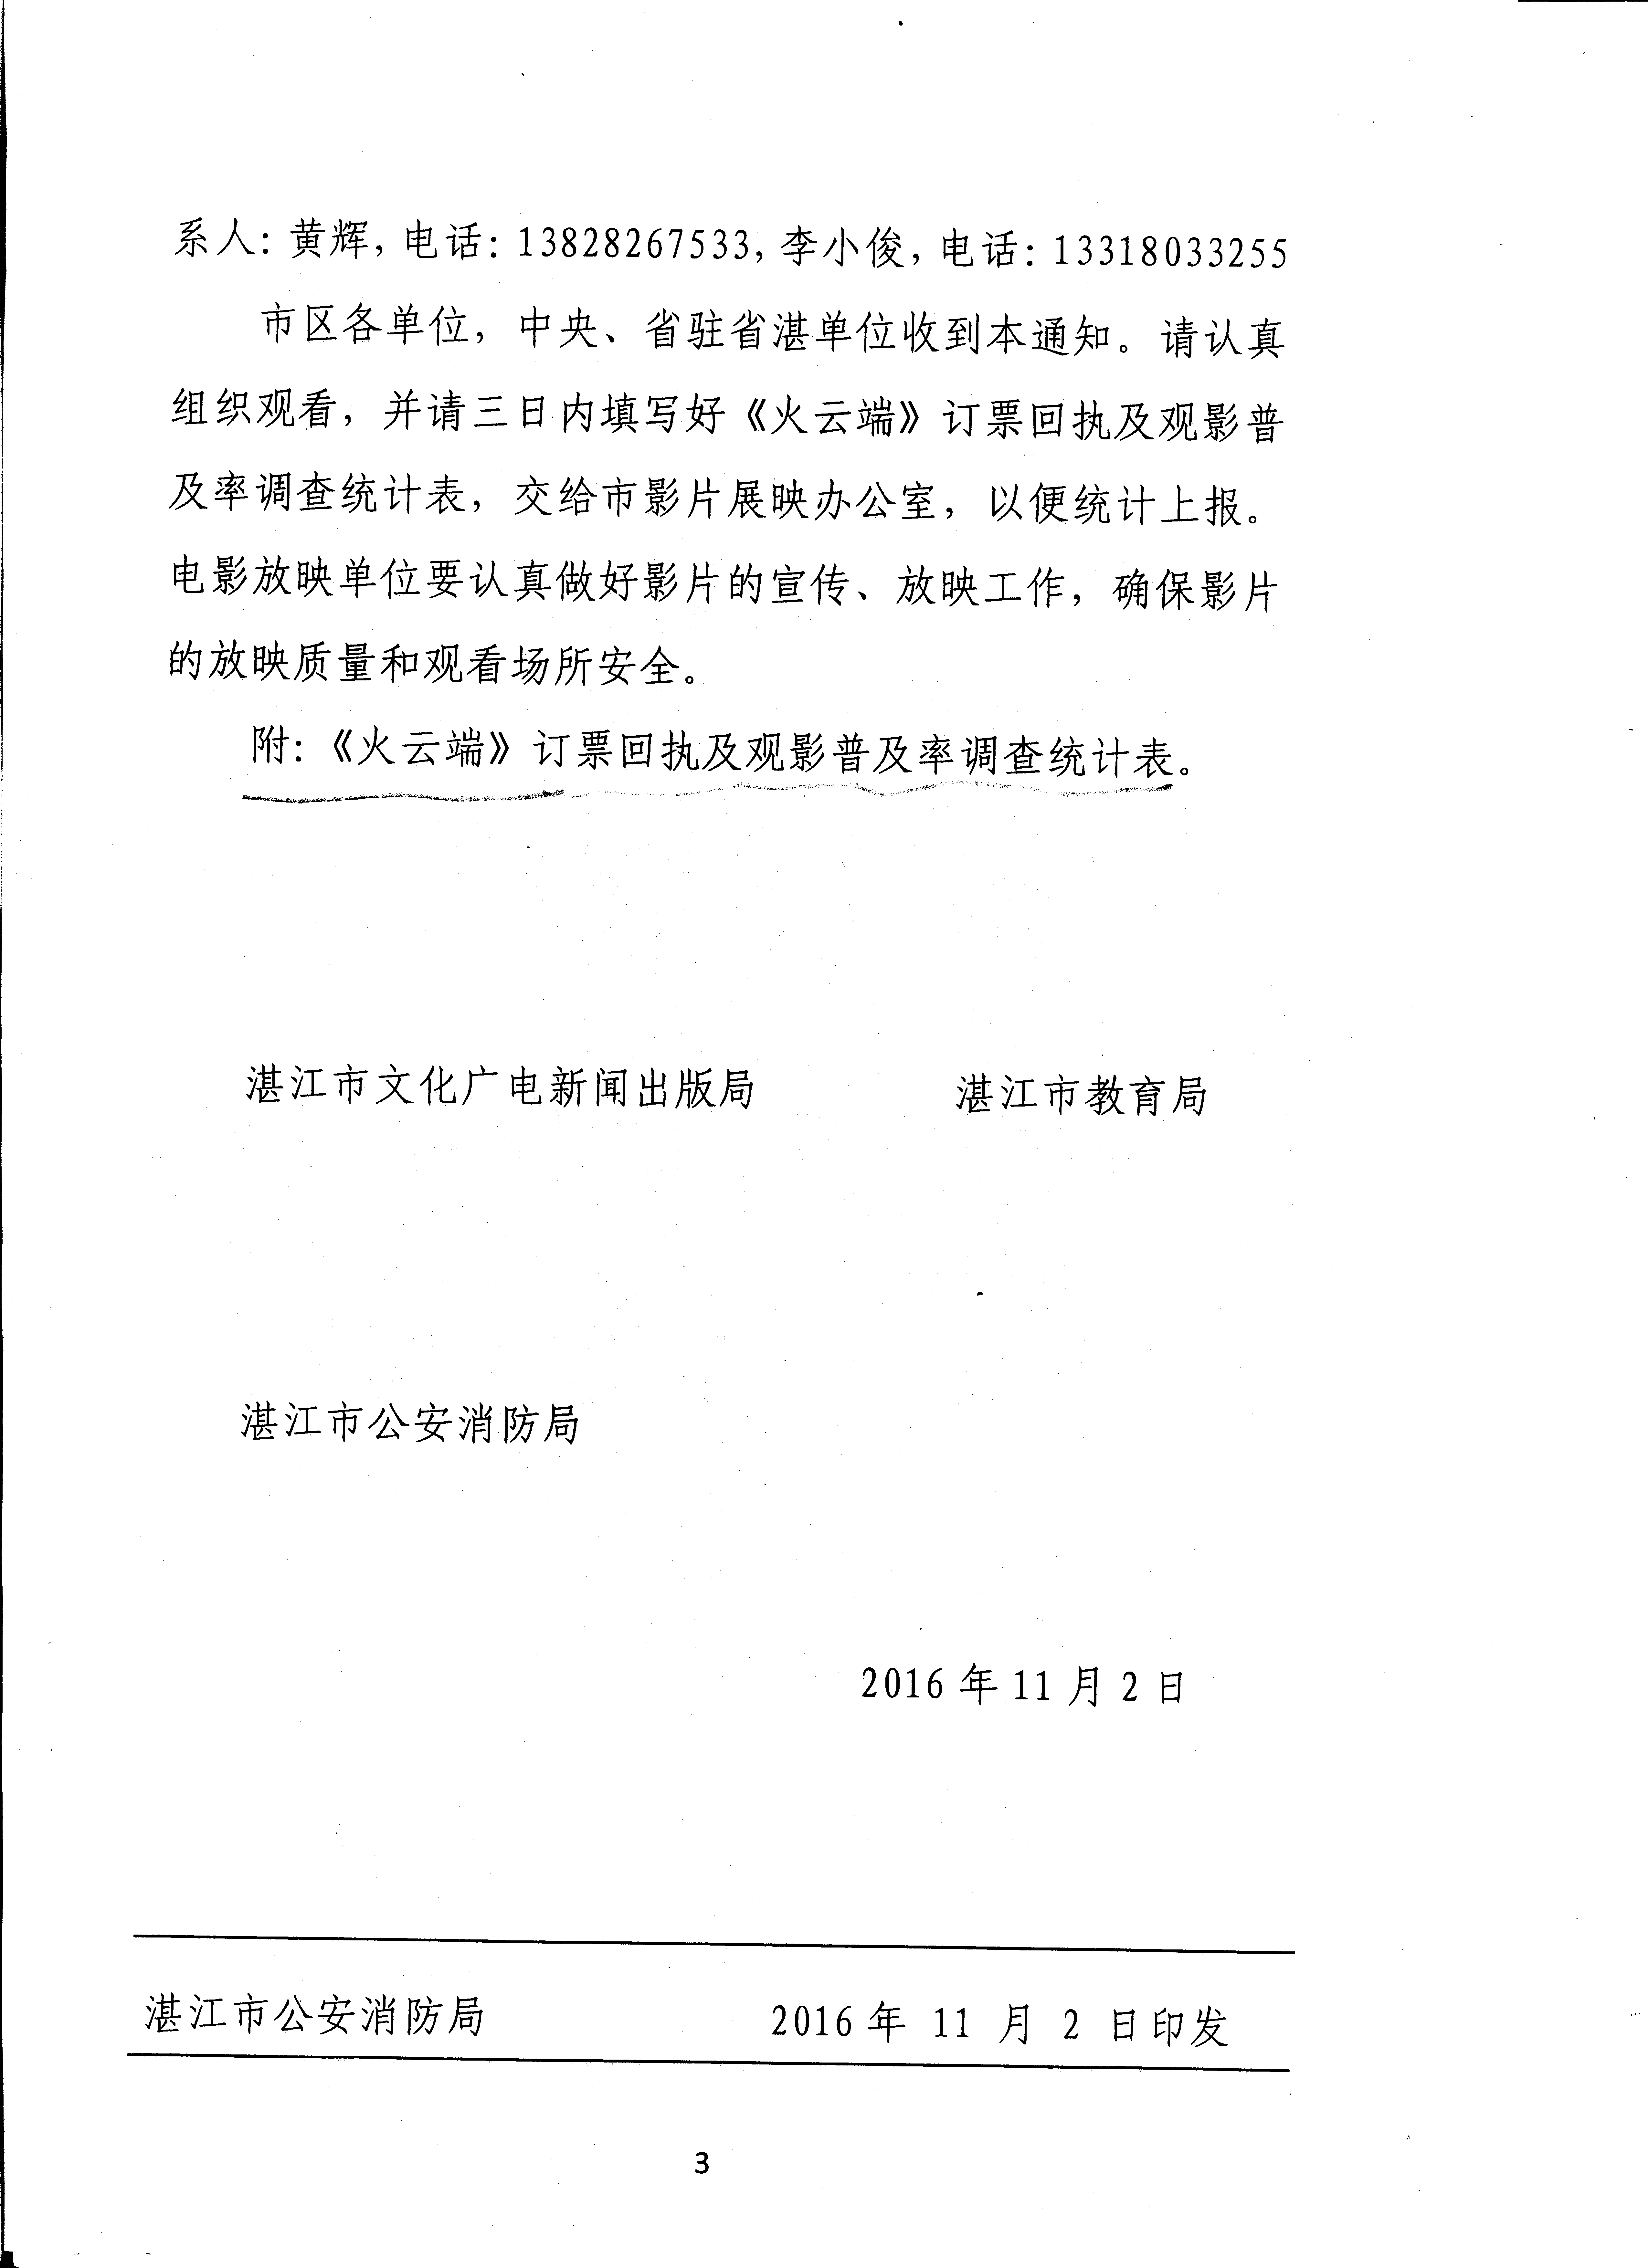 系人：黄辉，电话：13828267533，李小俊，电话：13318033255
市区各单位，中央、省驻省湛单位收到本通知。请认真
组织观看，并请三日内填写好《火云端》订票回执及观影普
及率调查统计表，交给市影片展映办公室，以便统计上报。
电影放映单位要认真做好影片的宣传、放映工作，确保影片
的放映质量和观看场所安全。
附：《火云端》订票回执及观影普及率调查统计表。
湛江市文化广电新闻出版局 湛江市教育局
湛江市公安消防局
2016年11月2日
湛江市公安消防局 2016年 11 月 2 日印发
3